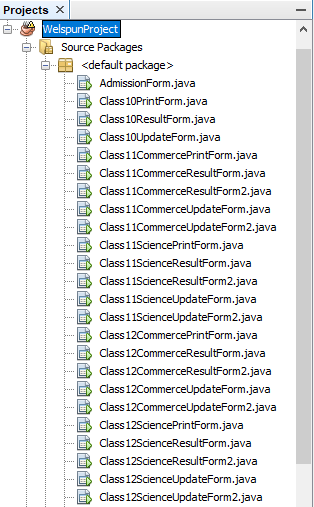 Projects
WelspunProject
Source Packages
<default package>
AdmissionForm.java
Class10PrintForm.java
Class10ResultForm.java
Class10UpdateForm.java
Class11CommercePrintForm.java
Class11CommerceResultForm.java
Class11CommerceResultForm2.java
Class11CommerceUpdateForm.java
Class11CommerceUpdateForm2.java
Class11SciencePrintForm.java
Class11ScienceResultForm.java
Class11ScienceResultForm2.java
Class11ScienceUpdateForm.java
Class11ScienceUpdateForm2.java
Class12CommercePrintForm.java
Class12CommerceResultForm.java
Class12CommerceResultForm2.java
Class12CommerceUpdateForm.java
Class12CommerceUpdateForm2.java
Class12SciencePrintForm.java
Class12ScienceResultForm.java
Class12ScienceResultForm2.java
Class12ScienceUpdateForm.java
Class12ScienceUpdateForm2.java